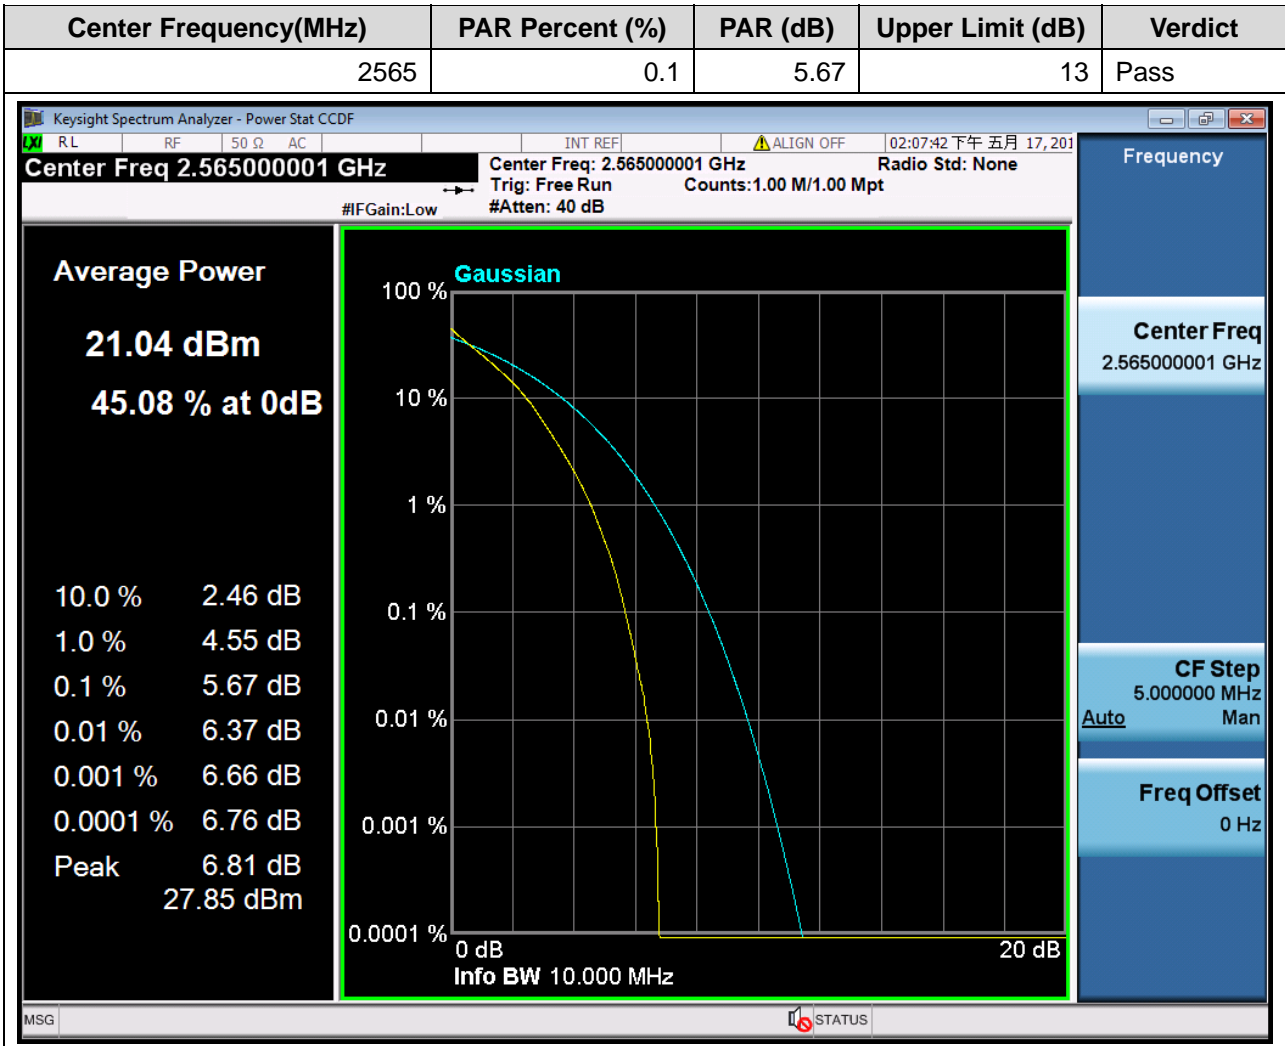 Center Frequency(MHz) PAR Percent (%) PAR (dB) Upper Limit (dB) Verdict
2565 0.1 5.67 13 Pass
Keysight Spectrum Analyzer - Power Stat CCDF
LXI RL RF 50 Ω AC INT REF ALIGN OFF 02:07:42 下午 五月 17, 201
Center Freq 2.565000001 GHz
Center Freq: 2.565000001 GHz Radio Std: None
Trig: Free Run Counts:1.00 M/1.00 Mpt
#IFGain:Low #Atten: 40 dB
Average Power
21.04 dBm
45.08 % at 0dB
10.0 % 2.46 dB
1.0 % 4.55 dB
0.1 % 5.67 dB
0.01 % 6.37 dB
0.001 % 6.66 dB
0.0001 % 6.76 dB
Peak 6.81 dB
27.85 dBm
Gaussian
100 %
10 %
1 %
0.1 %
0.01 %
0.001 %
0.0001 %
0 dB 20 dB
Info BW 10.000 MHz
Frequency
Center Freq
2.565000001 GHz
CF Step
5.000000 MHz
Auto Man
Freq Offset
0 Hz
MSG STATUS